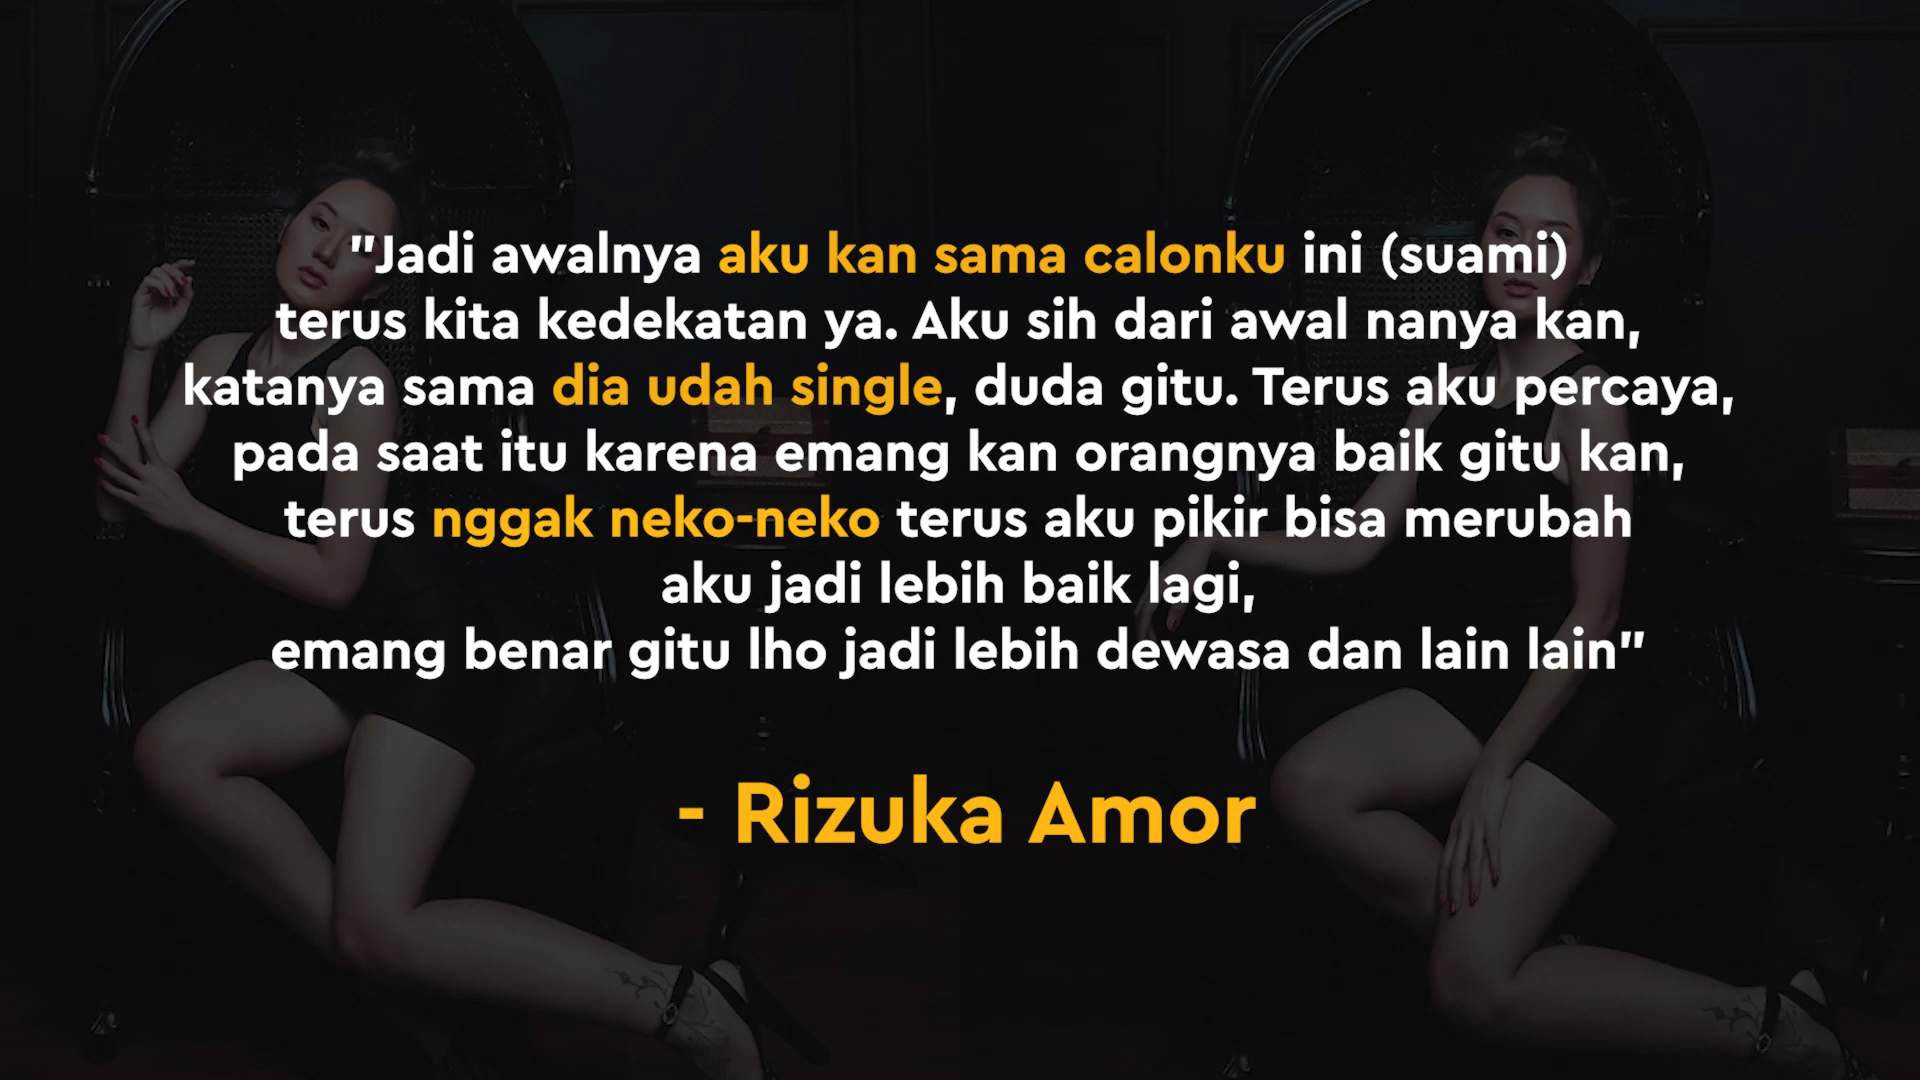 "Jadi awalnya aku kan sama calonku ini (suami)
terus kita kedekatan ya. Aku sih dari awal nanya kan,
katanya sama dia udah single, duda gitu. Terus aku percaya,
pada saat itu karena emang kan orangnya baik gitu kan,
terus nggak neko-neko terus aku pikir bisa merubah
aku jadi lebih baik lagi,
emang benar gitu lho jadi lebih dewasa dan lain lain"
- Rizuka Amor